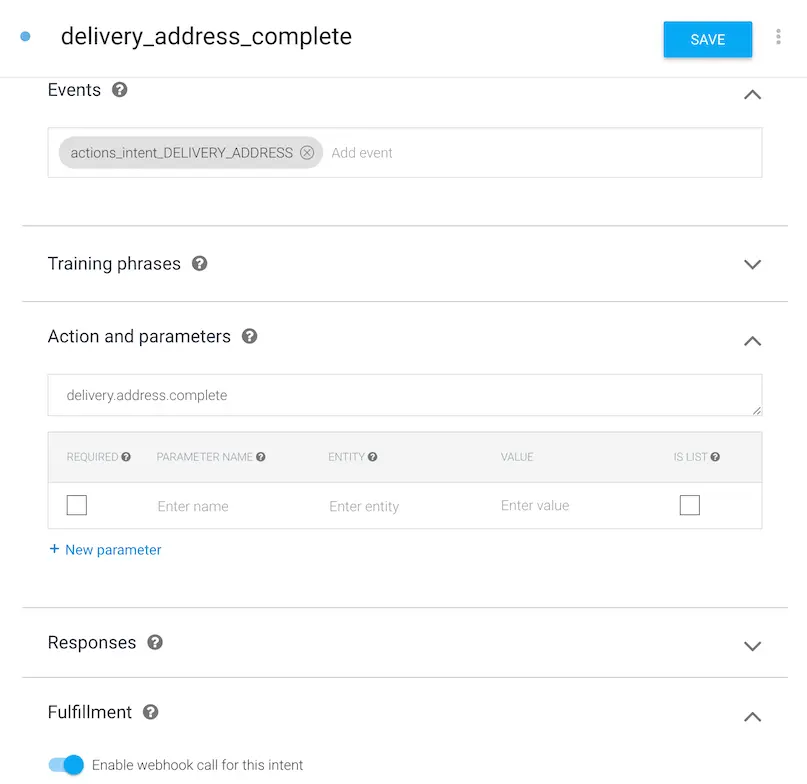 delivery_address_complete
SAVE
Events
actions_intent_DELIVERY_ADDRESS Add event
Training phrases
Action and parameters
delivery.address.complete
REQUIRED PARAMETER NAME ENTITY VALUE IS LIST
Enter name Enter entity Enter value
+ New parameter
Responses
Fulfillment
Enable webhook call for this intent